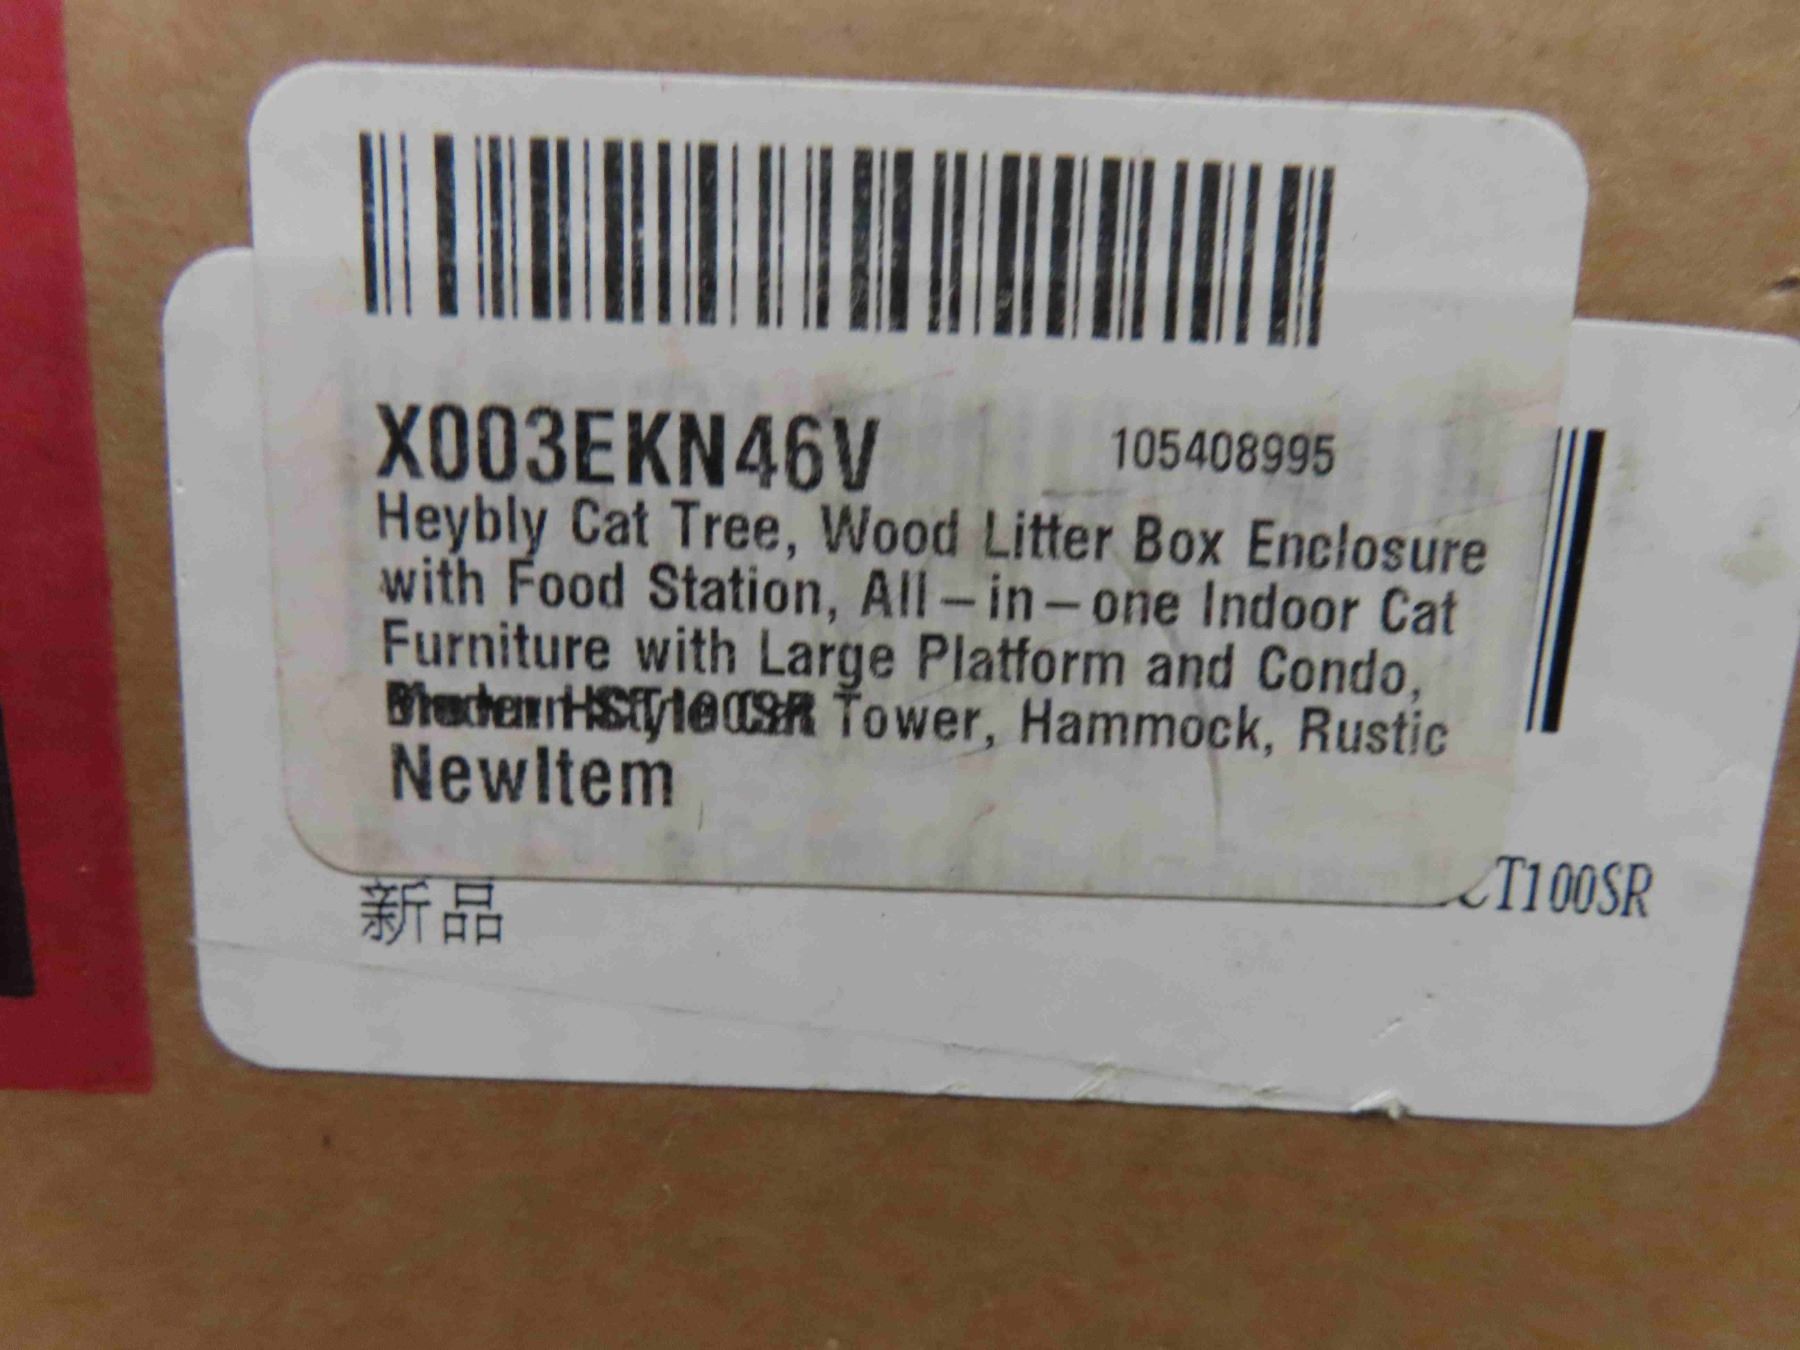 X003EKN46V 105408995
Heybly Cat Tree, Wood Litter Box Enclosure
with Food Station, All-in-one Indoor Cat
Furniture with Large Platform and Condo,
Tower, Hammock, Rustic
NewItem
新品 T100SR